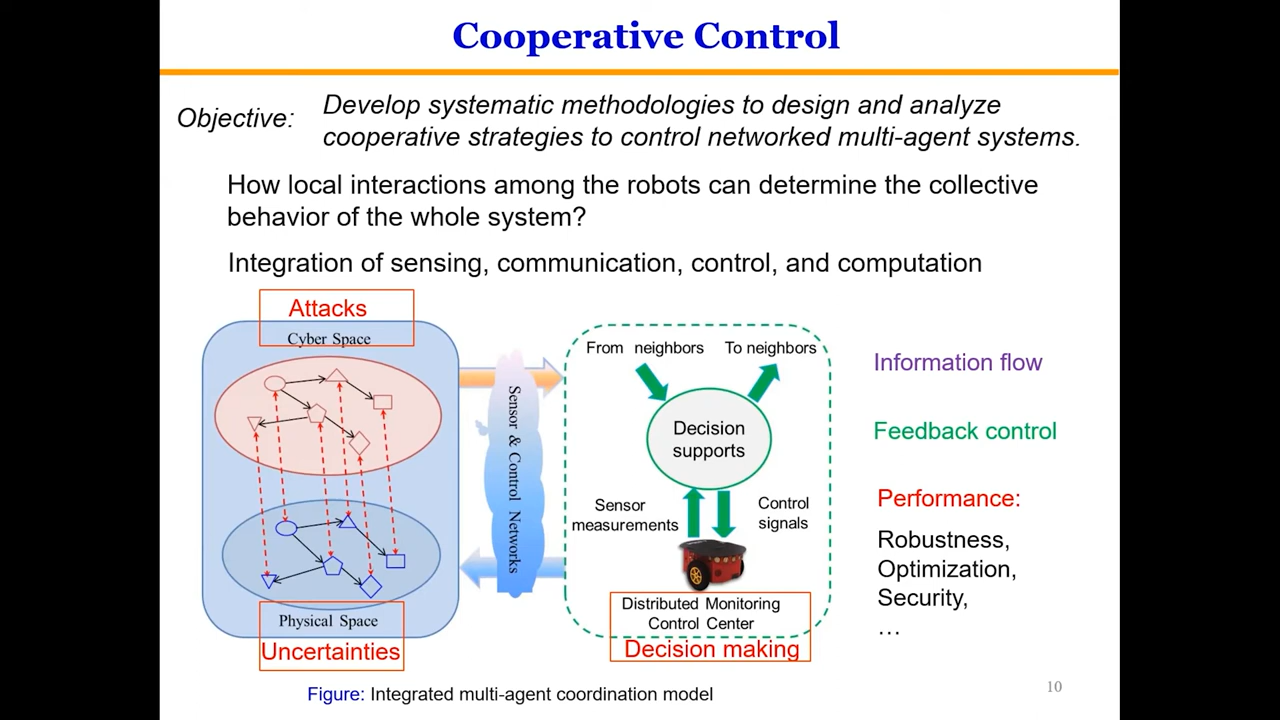 Cooperative Control
Objective:
Develop systematic methodologies to design and analyze
cooperative strategies to control networked multi-agent systems.
How local interactions among the robots can determine the collective
behavior of the whole system?
Integration of sensing, communication, control, and computation
Attacks
Cyber Space
Physical Space
Uncertainties
Sensor & Control Networks
From neighbors
To neighbors
Decision
supports
Sensor
measurements
Control
signals
Distributed Monitoring
Control Center
Decision making
Information flow
Feedback control
Performance:
Robustness,
Optimization,
Security,
…
Figure: Integrated multi-agent coordination model
10